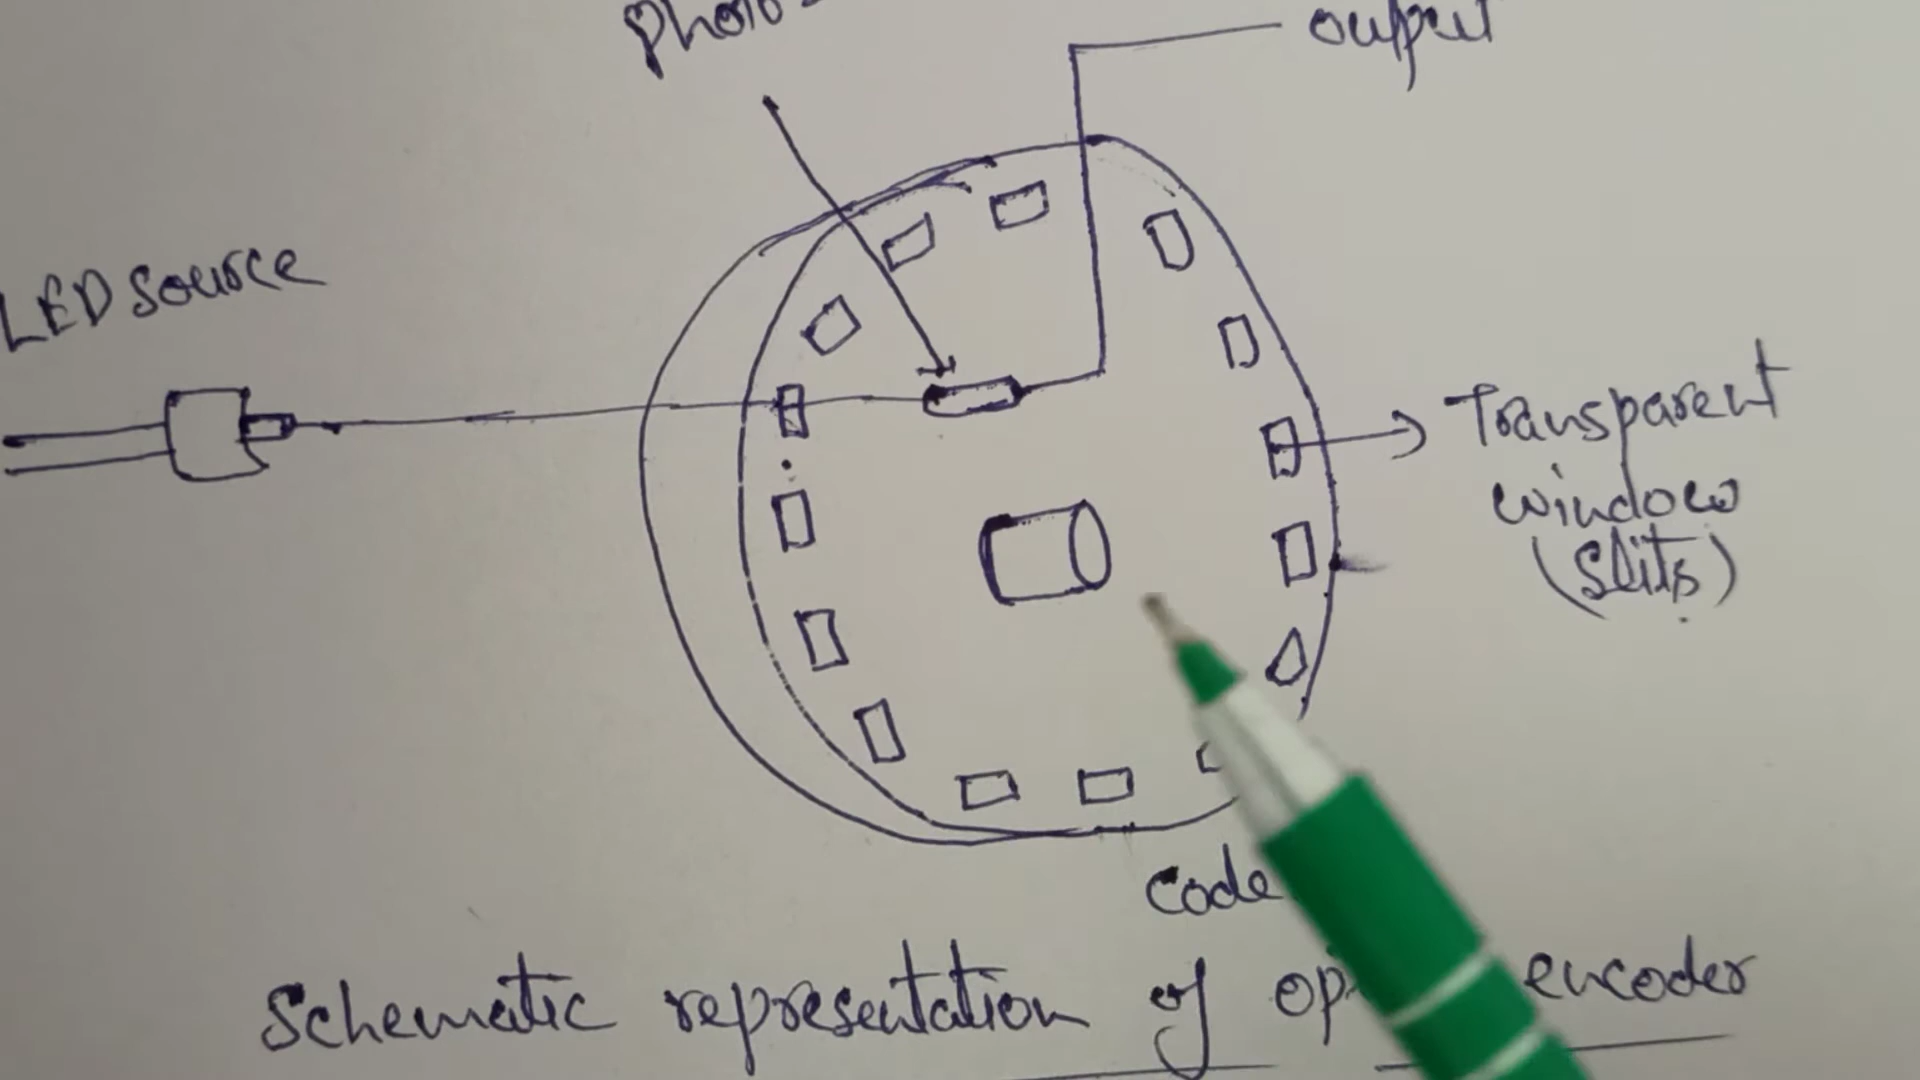 output
LED source
Transparent
window
(Slits)
Code
Schematic representation of op encoder